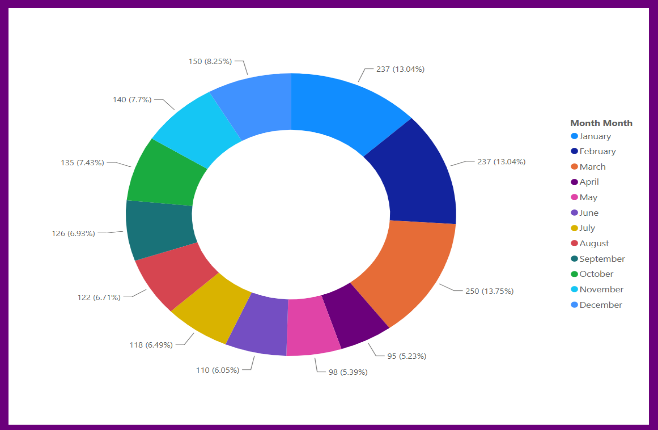 150 (8.25%)
237 (13.04%)
140 (7.7%)
135 (7.43%)
237 (13.04%)
126 (6.93%)
122 (6.71%)
250 (13.75%)
118 (6.49%)
95 (5.23%)
110 (6.05%)
98 (5.39%)
Month Month
January
February
March
April
May
June
July
August
September
October
November
December